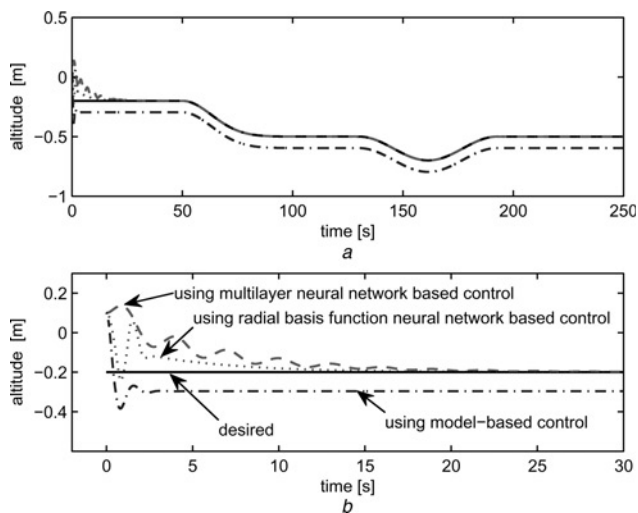 0.5
0
−0.5
−1
altitude [m]
0 50 100 150 200 250
time [s]
a
0.2
0
−0.2
−0.4
altitude [m]
using multilayer neural network based control
using radial basis function neural network based control
desired
using model−based control
0 5 10 15 20 25 30
time [s]
b